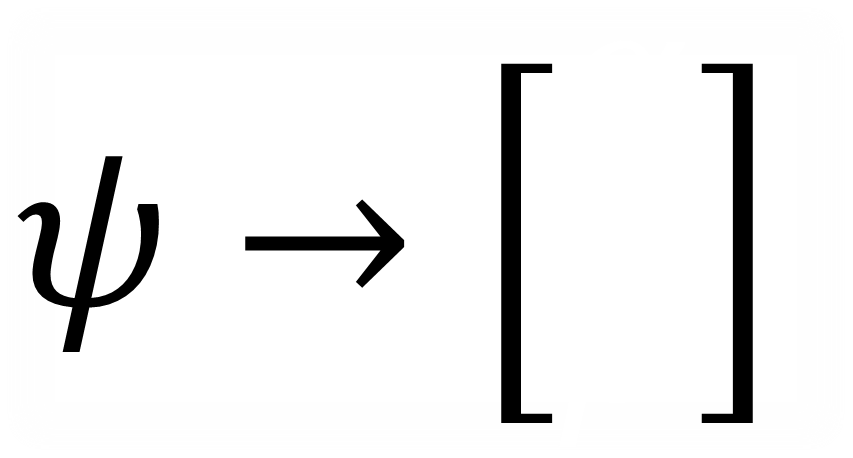 ψ → [ ]